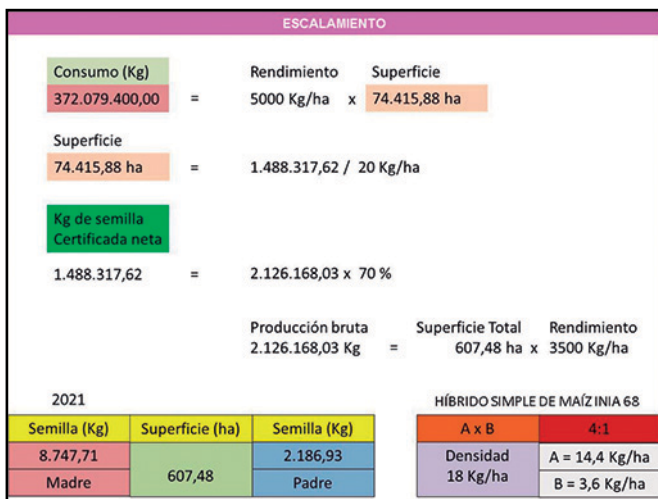 ESCALAMIENTO
Consumo (Kg) Rendimiento Superficie
372.079.400,00 = 5000 Kg/ha x 74.415,88 ha
Superficie
74.415,88 ha = 1.488.317,62 / 20 Kg/ha
Kg de semilla
Certificada neta
1.488.317,62 = 2.126.168,03 x 70 %
Producción bruta Superficie Total Rendimiento
2.126.168,03 Kg = 607,48 ha x 3500 Kg/ha
2021 HÍBRIDO SIMPLE DE MAÍZ INIA 68
Semilla (Kg) Superficie (ha) Semilla (Kg) A x B 4:1
8.747,71 607,48 2.186,93 Densidad 18 Kg/ha A = 14,4 Kg/ha
Madre Padre B = 3,6 Kg/ha